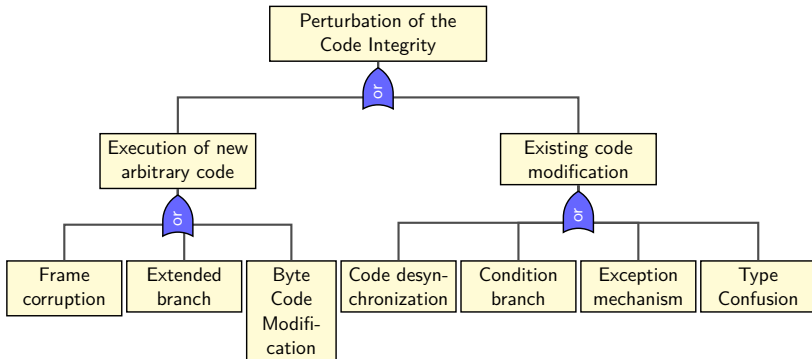 Perturbation of the
Code Integrity
or
Execution of new
arbitrary code
Existing code
modification
or
or
Frame
corruption
Extended
branch
Byte
Code
Modifi-
cation
Code desyn-
chronization
Condition
branch
Exception
mechanism
Type
Confusion